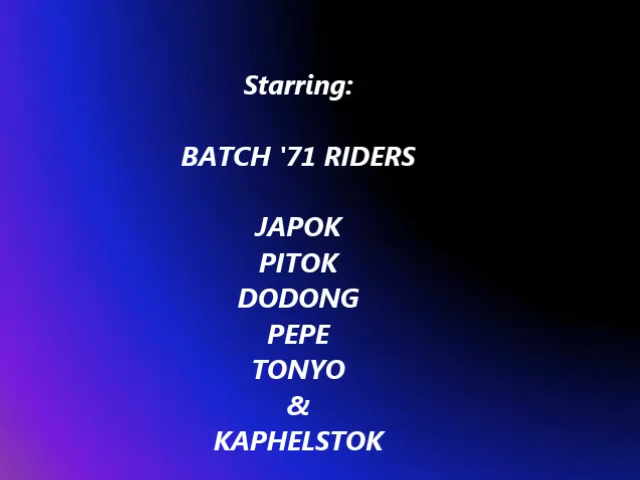 Starring:
BATCH '71 RIDERS
JAPOK
PITOK
DODONG
PEPE
TONYO
&
KAPHELSTOK